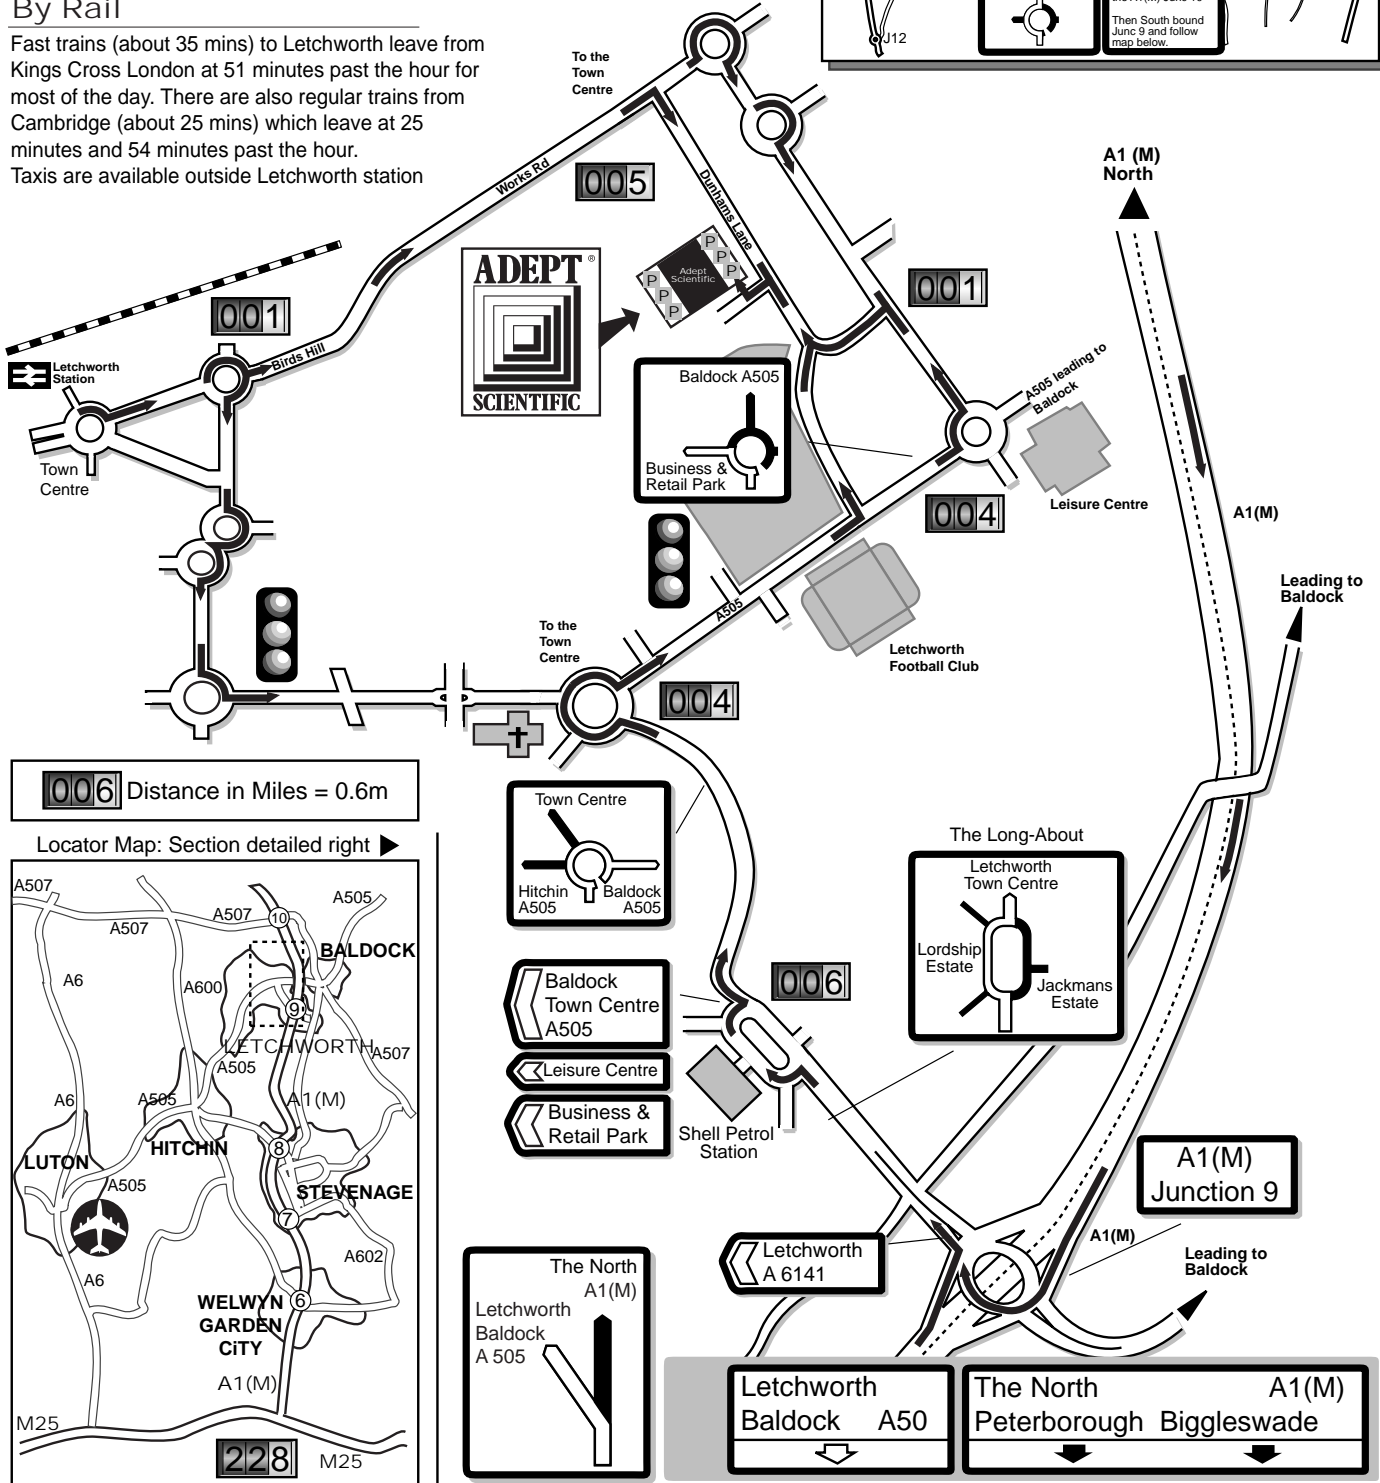 By Rail
Fast trains (about 35 mins) to Letchworth leave from
Kings Cross London at 51 minutes past the hour for
most of the day. There are also regular trains from
Cambridge (about 25 mins) which leave at 25
minutes and 54 minutes past the hour.
Taxis are available outside Letchworth station
J12
Then South bound
Junc 9 and follow
map below.
To the
Town
Centre
Works Rd
005
Dunhams Lane
A1 (M)
North
ADEPT ®
SCIENTIFIC
P
P
P
Adept
Scientific
P
P
P
001
001
Birds Hill
Letchworth
Station
Town
Centre
Baldock A505
Business &
Retail Park
A505 leading to
Baldock
Leisure Centre
004
A1(M)
Leading to
Baldock
A505
To the
Town
Centre
Letchworth
Football Club
004
006 Distance in Miles = 0.6m
Town Centre
Hitchin
A505
Baldock
A505
The Long-About
Letchworth
Town Centre
Lordship
Estate
Jackmans
Estate
Baldock
Town Centre
A505
Leisure Centre
Business &
Retail Park
006
Shell Petrol
Station
A1(M)
Junction 9
A1(M)
Leading to
Baldock
Letchworth
A 6141
The North
A1(M)
Letchworth
Baldock
A 505
Letchworth
Baldock A50
The North A1(M)
Peterborough Biggleswade
Locator Map: Section detailed right
A507
A505
A507
A507
10
BALDOCK
A6
A600
9
LETCHWORTH
A507
A505
A6
A505
A1(M)
HITCHIN
8
LUTON
A505
STEVENAGE
7
A602
A6
WELWYN
GARDEN
CiTY
6
A1(M)
M25
228
M25